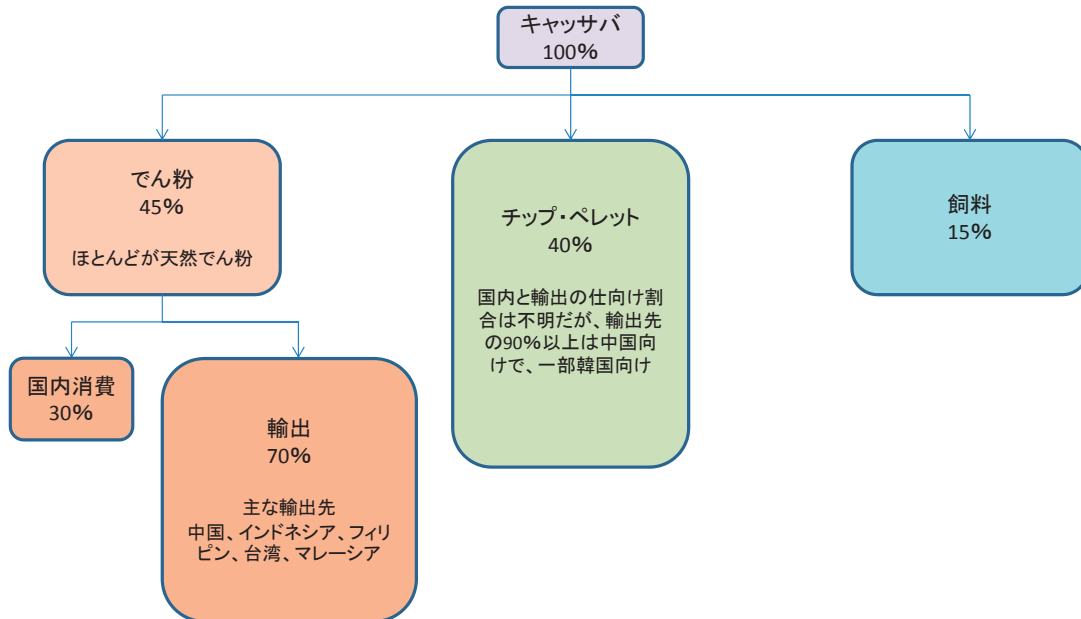 キャッサバ
100%
でん粉
45%
ほとんどが天然でん粉
チップ・ペレット
40%
国内と輸出の仕向け割
合は不明だが、輸出先
の90%以上は中国向
けで、一部韓国向け
飼料
15%
国内消費
30%
輸出
70%
主な輸出先
中国、インドネシア、フィリ
ピン、台湾、マレーシア